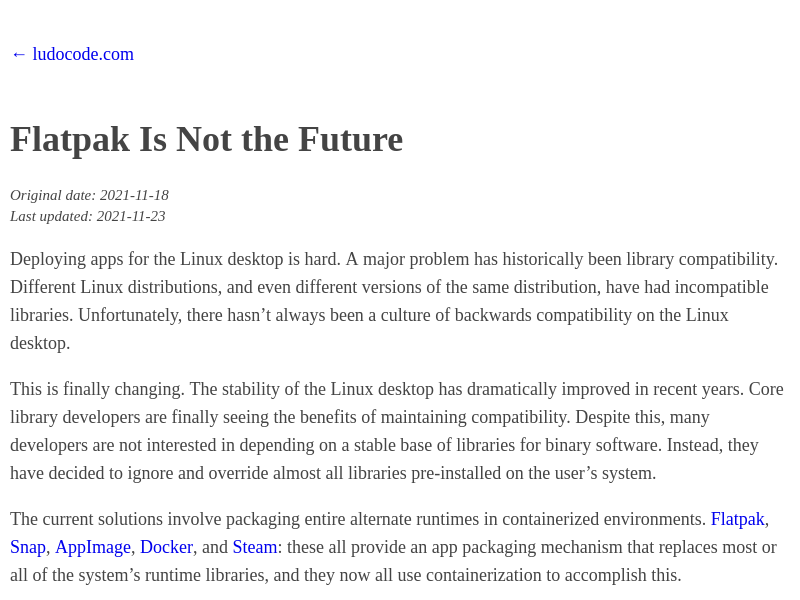 ← ludocode.com
Flatpak Is Not the Future
Original date: 2021-11-18
Last updated: 2021-11-23
Deploying apps for the Linux desktop is hard. A major problem has historically been library compatibility.
Different Linux distributions, and even different versions of the same distribution, have had incompatible
libraries. Unfortunately, there hasn’t always been a culture of backwards compatibility on the Linux
desktop.
This is finally changing. The stability of the Linux desktop has dramatically improved in recent years. Core
library developers are finally seeing the benefits of maintaining compatibility. Despite this, many
developers are not interested in depending on a stable base of libraries for binary software. Instead, they
have decided to ignore and override almost all libraries pre-installed on the user’s system.
The current solutions involve packaging entire alternate runtimes in containerized environments. Flatpak,
Snap, AppImage, Docker, and Steam: these all provide an app packaging mechanism that replaces most or
all of the system’s runtime libraries, and they now all use containerization to accomplish this.